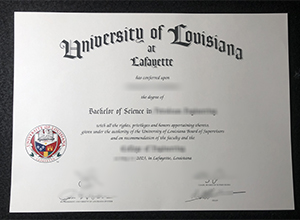 University of Louisiana
at
Lafayette
has conferred upon
the degree of
Bachelor of Science in
with all the rights, privileges and honors appertaining thereto,
given under the authority of the University of Louisiana Board of Supervisors
and on recommendation of the faculty and the
2023, in Lafayette, Louisiana